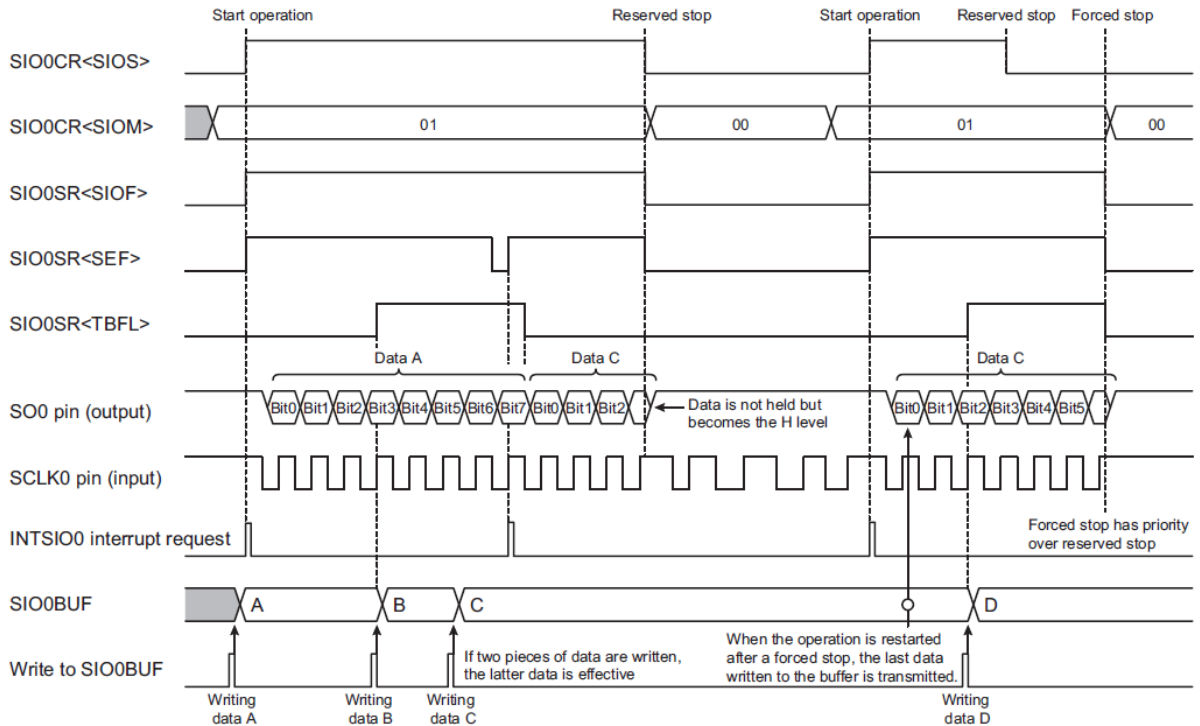 Start operation
Reserved stop
Start operation
Reserved stop
Forced stop
SIO0CR<SIOS>
SIO0CR<SIOM>
01
00
01
00
SIO0SR<SIOF>
SIO0SR<SEF>
SIO0SR<TBFL>
Data A
Data C
Data C
SO0 pin (output)
Bit0 Bit1 Bit2 Bit3 Bit4 Bit5 Bit6 Bit7 Bit0 Bit1 Bit2
Data is not held but
becomes the H level
Bit0 Bit1 Bit2 Bit3 Bit4 Bit5
SCLK0 pin (input)
INTSIO0 interrupt request
Forced stop has priority
over reserved stop
SIO0BUF
A
B
C
D
Write to SIO0BUF
If two pieces of data are written,
the latter data is effective
When the operation is restarted
after a forced stop, the last data
written to the buffer is transmitted.
Writing
data A
Writing
data B
Writing
data C
Writing
data D